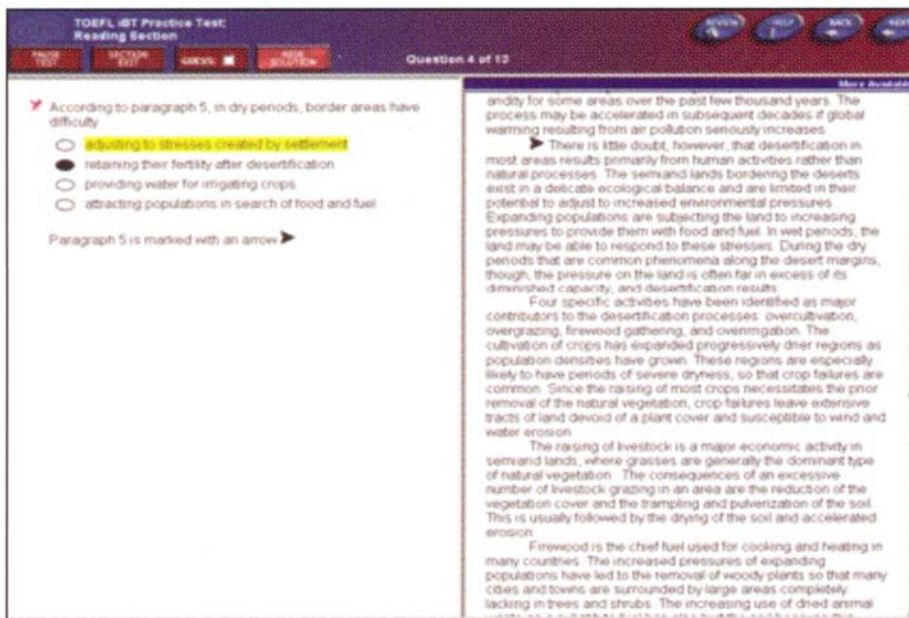 TOEFL iBT Practice Test:
Reading Section
REVIEW
HELP
BACK
NEXT
PAUSE
TEST
SECTION
EXIT
GUESS:
HIDE
SOLUTION
Question 4 of 13
More Available
According to paragraph 5, in dry periods, border areas have
difficulty
adjusting to stresses created by settlement
retaining their fertility after desertification
providing water for irrigating crops
attracting populations in search of food and fuel
Paragraph 5 is marked with an arrow
aridity for some areas over the past few thousand years. The
process may be accelerated in subsequent decades if global
warming resulting from air pollution seriously increases.
There is little doubt, however, that desertification in
most areas results primarily from human activities rather than
natural processes. The semiarid lands bordering the deserts
exist in a delicate ecological balance and are limited in their
potential to adjust to increased environmental pressures.
Expanding populations are subjecting the land to increasing
pressures to provide them with food and fuel. In wet periods, the
land may be able to respond to these stresses. During the dry
periods that are common phenomena along the desert margins,
though, the pressure on the land is often far in excess of its
diminished capacity, and desertification results.
Four specific activities have been identified as major
contributors to the desertification processes: overcultivation,
overgrazing, firewood gathering, and overirrigation. The
cultivation of crops has expanded progressively drier regions as
population densities have grown. These regions are especially
likely to have periods of severe dryness, so that crop failures are
common. Since the raising of most crops necessitates the prior
removal of the natural vegetation, crop failures leave extensive
tracts of land devoid of a plant cover and susceptible to wind and
water erosion.
The raising of livestock is a major economic activity in
semiarid lands, where grasses are generally the dominant type
of natural vegetation. The consequences of an excessive
number of livestock grazing in an area are the reduction of the
vegetation cover and the trampling and pulverization of the soil.
This is usually followed by the drying of the soil and accelerated
erosion.
Firewood is the chief fuel used for cooking and heating in
many countries. The increased pressures of expanding
populations have led to the removal of woody plants so that many
cities and towns are surrounded by large areas completely
lacking in trees and shrubs. The increasing use of dried animal